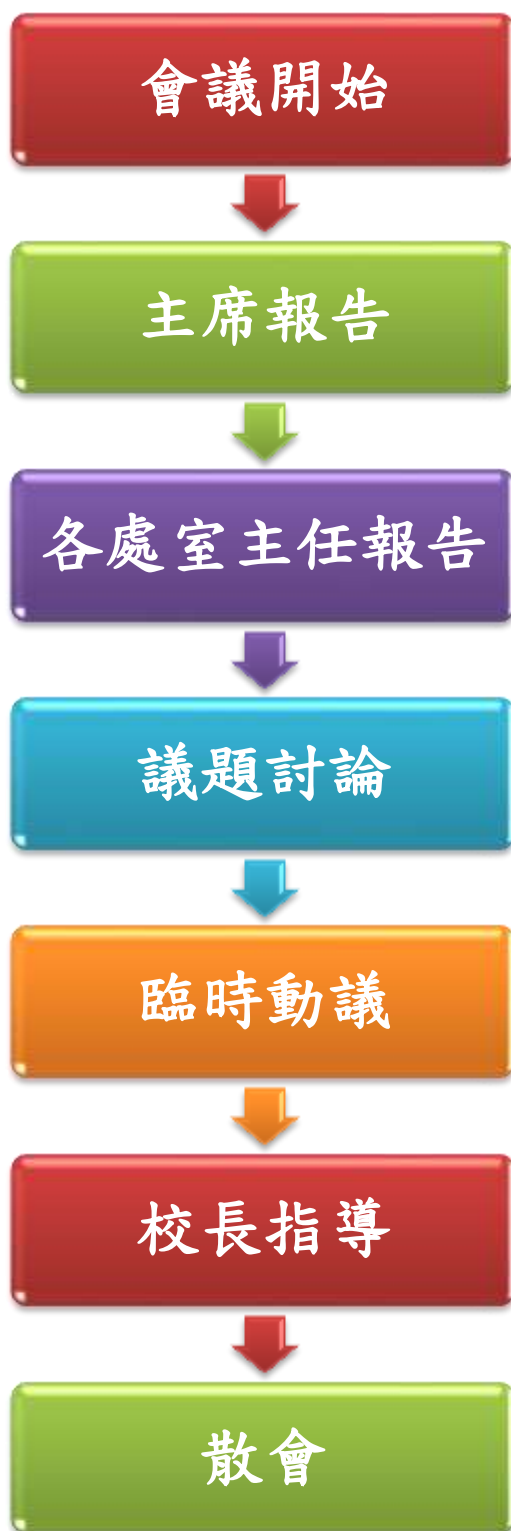 會議開始
主席報告
各處室主任報告
議題討論
臨時動議
校長指導
散會